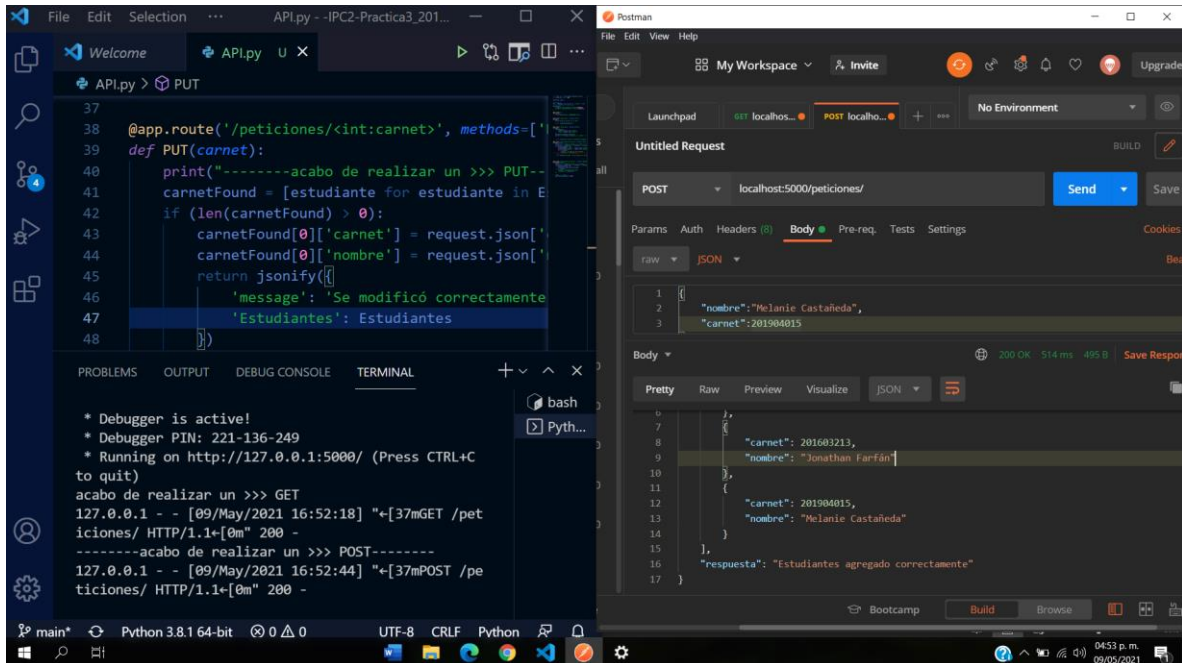 File Edit Selection ··· API.py - -IPC2-Practica3_201...
Welcome
API.py U
API.py > PUT
37
38 @app.route('/peticiones/<int:carnet>', methods=['
39 def PUT(carnet):
40 print("--------acabo de realizar un >>> PUT--
41 carnetFound = [estudiante for estudiante in E
42 if (len(carnetFound) > 0):
43 carnetFound[0]['carnet'] = request.json['
44 carnetFound[0]['nombre'] = request.json['
45 return jsonify({
46 'message': 'Se modificó correctamente
47 'Estudiantes': Estudiantes
48 })
4
PROBLEMS OUTPUT DEBUG CONSOLE TERMINAL
bash
Pyth...
* Debugger is active!
* Debugger PIN: 221-136-249
* Running on http://127.0.0.1:5000/ (Press CTRL+C
to quit)
acabo de realizar un >>> GET
127.0.0.1 - - [09/May/2021 16:52:18] "←[37mGET /pet
iciones/ HTTP/1.1←[0m" 200 -
--------acabo de realizar un >>> POST--------
127.0.0.1 - - [09/May/2021 16:52:44] "←[37mPOST /pe
ticiones/ HTTP/1.1←[0m" 200 -
main* Python 3.8.1 64-bit 0 0 UTF-8 CRLF Python
Postman
File Edit View Help
My Workspace Invite Upgrade
Launchpad GET localhos... POST localho... No Environment
Untitled Request BUILD
POST localhost:5000/peticiones/ Send Save
Params Auth Headers (8) Body Pre-req. Tests Settings Cookies
raw JSON Bea
1 {
2 "nombre":"Melanie Castañeda",
3 "carnet":201904015
Body 200 OK 514 ms 495 B Save Respo
Pretty Raw Preview Visualize JSON
6 },
7 {
8 "carnet": 201603213,
9 "nombre": "Jonathan Farfán"
10 },
11 {
12 "carnet": 201904015,
13 "nombre": "Melanie Castañeda"
14 }
15 ],
16 "respuesta": "Estudiantes agregado correctamente"
17 }
Bootcamp Build Browse
04:53 p. m.
09/05/2021